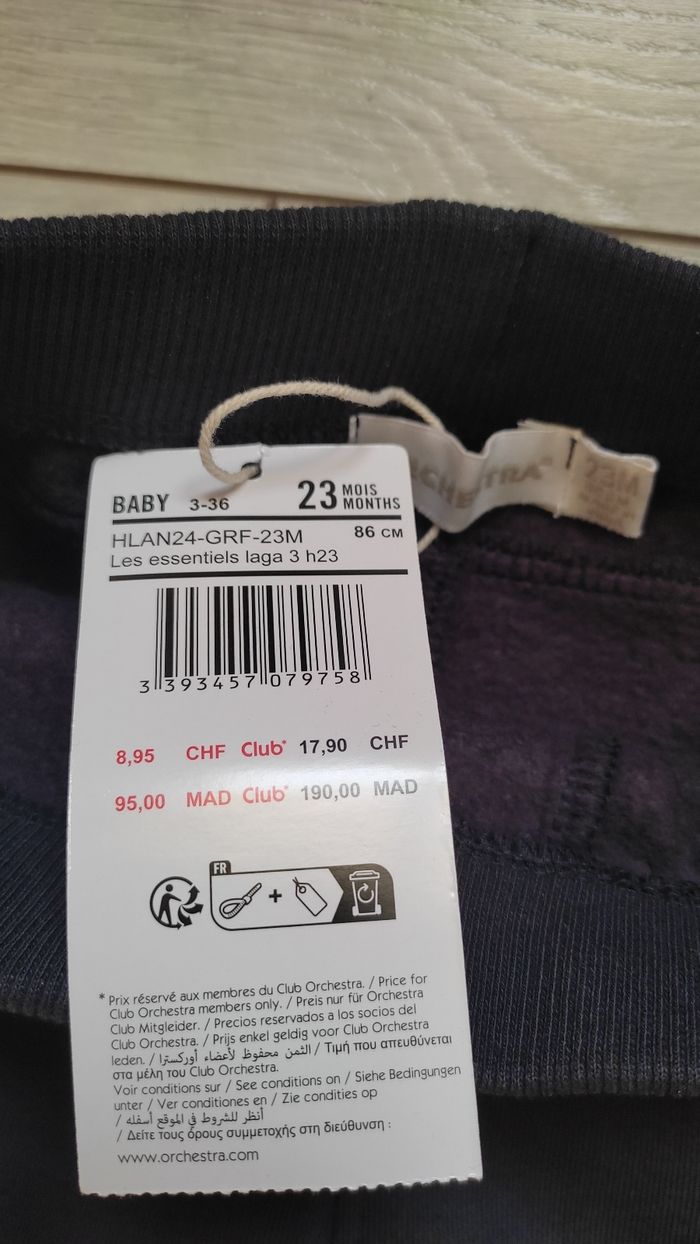 ORCHESTRA
23M
BABY 3-36 23 MOIS MONTHS
HLAN24-GRF-23M 86 CM
Les essentiels laga 3 h23
3 393457 079758
8,95 CHF Club* 17,90 CHF
95,00 MAD Club* 190,00 MAD
FR
+
* Prix réservé aux membres du Club Orchestra. / Price for
Club Orchestra members only. / Preis nur für Orchestra
Club Mitglieder. / Precios reservados a los socios del
Club Orchestra. / Prijs enkel geldig voor Club Orchestra
leden. / الثمن محفوظ لأعضاء أوركسترا / Τιμή που απευθύνεται
στα μέλη του Club Orchestra.
Voir conditions sur / See conditions on / Siehe Bedingungen
unter / Ver conditiones en / Zie condities op
/ أنظر للشروط في الموقع أسفله
/ Δείτε τους όρους συμμετοχής στη διεύθυνση :
www.orchestra.com